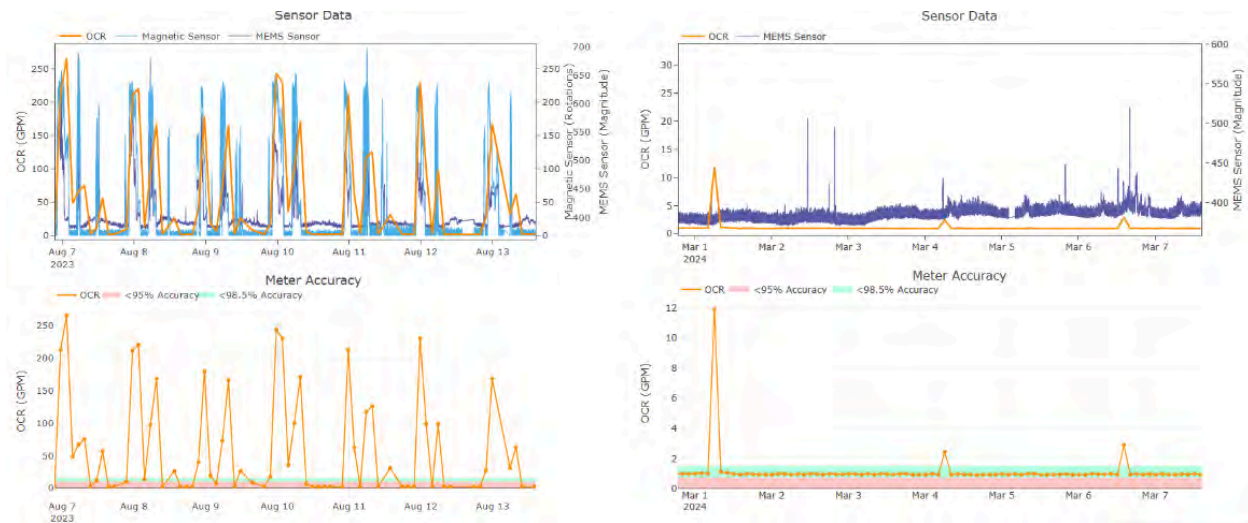 Sensor Data
OCR Magnetic Sensor MEMS Sensor
OCR (GPM)
250
200
150
100
50
0
Magnetic Sensor (Rotations)
250
200
150
100
50
0
MEMS Sensor (Magnitude)
700
650
600
550
500
450
400
Aug 7 Aug 8 Aug 9 Aug 10 Aug 11 Aug 12 Aug 13
2023
Meter Accuracy
OCR <95% Accuracy <98.5% Accuracy
OCR (GPM)
250
200
150
100
50
0
Aug 7 Aug 8 Aug 9 Aug 10 Aug 11 Aug 12 Aug 13
2023
Sensor Data
OCR MEMS Sensor
OCR (GPM)
30
25
20
15
10
5
0
MEMS Sensor (Magnitude)
600
550
500
450
400
Mar 1 Mar 2 Mar 3 Mar 4 Mar 5 Mar 6 Mar 7
2024
Meter Accuracy
OCR <95% Accuracy <98.5% Accuracy
OCR (GPM)
12
10
8
6
4
2
0
Mar 1 Mar 2 Mar 3 Mar 4 Mar 5 Mar 6 Mar 7
2024